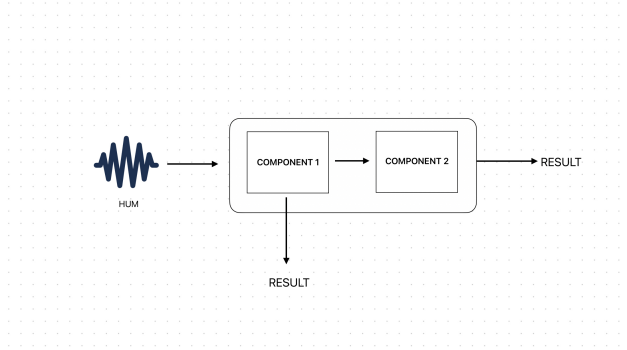 HUM
COMPONENT 1
COMPONENT 2
RESULT
RESULT